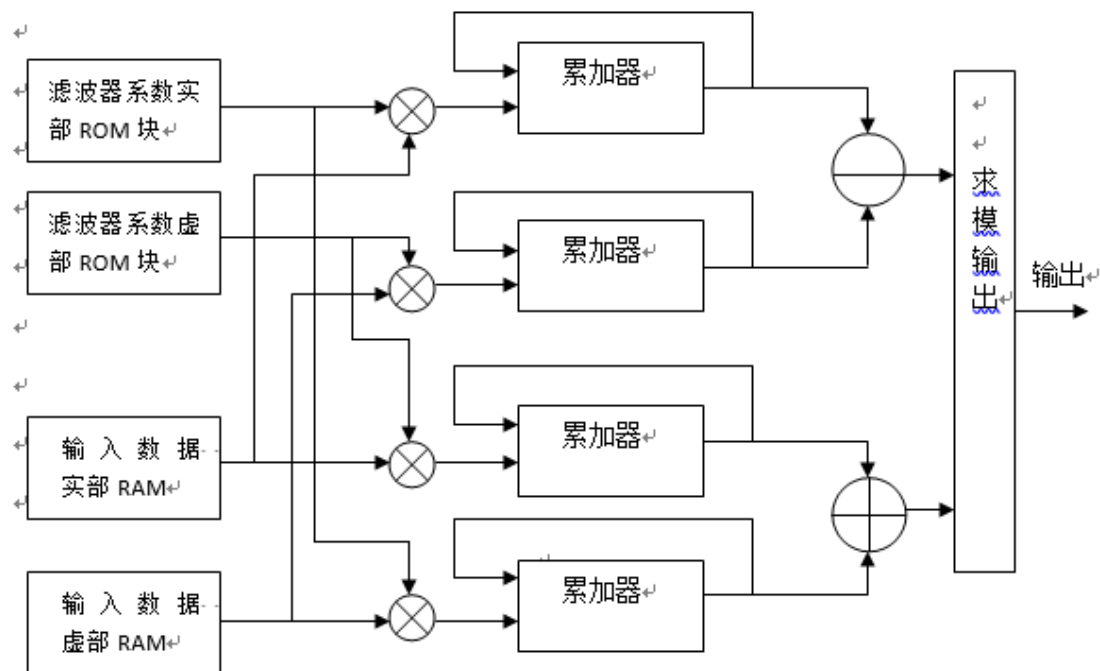 滤波器系数实
部 ROM 块
滤波器系数虚
部 ROM 块
输入数据
实部 RAM
输入数据
虚部 RAM
累加器
累加器
累加器
累加器
求
模
输
出
输出